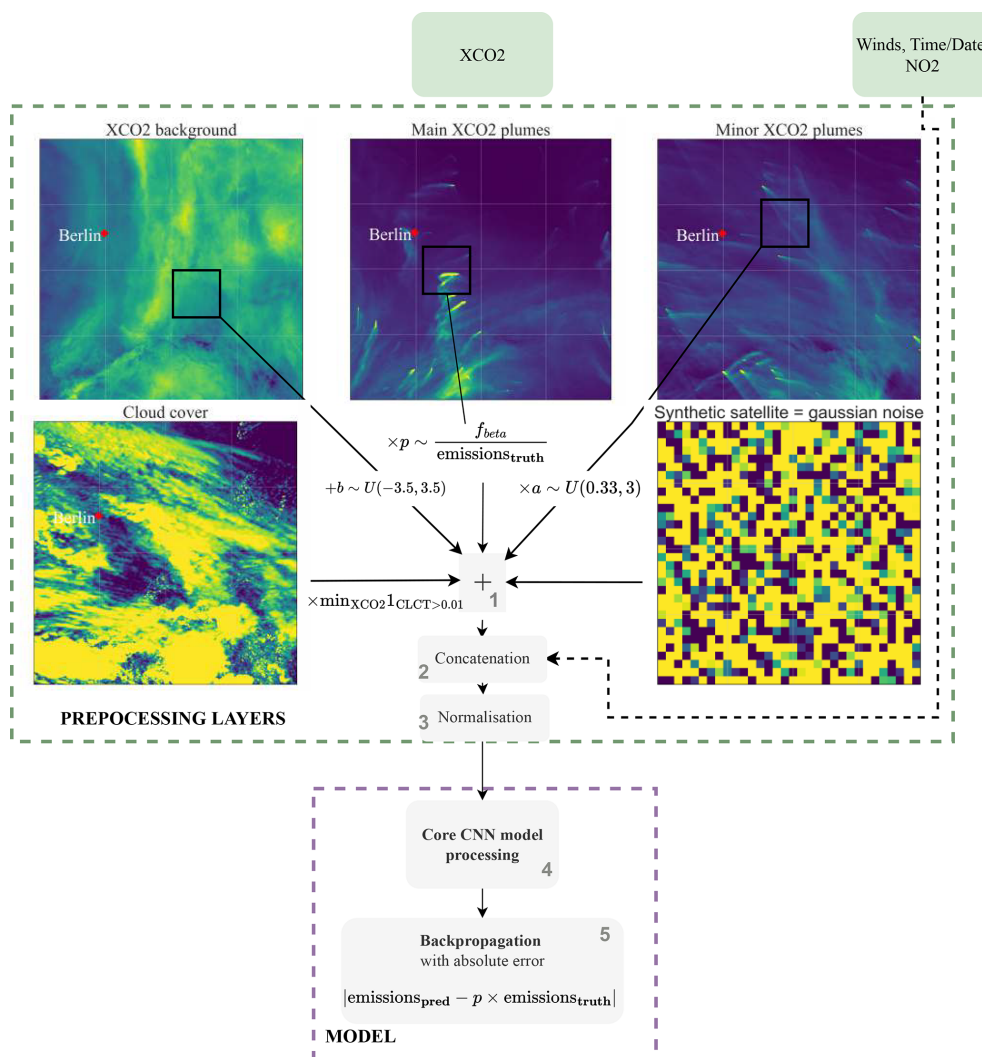 XCO2
Winds, Time/Date
NO2
XCO2 background
Main XCO2 plumes
Minor XCO2 plumes
Berlin
Berlin
Berlin
Cloud cover
Synthetic satellite = gaussian noise
×p ∼ f_beta / emissions_truth
+b ∼ U(−3.5, 3.5)
×a ∼ U(0.33, 3)
Berlin
×min_XCO2 1_CLCT>0.01
+
1
Concatenation
2
Normalisation
3
PREPOCESSING LAYERS
Core CNN model
processing
4
Backpropagation
5
with absolute error
|emissions_pred − p × emissions_truth|
MODEL